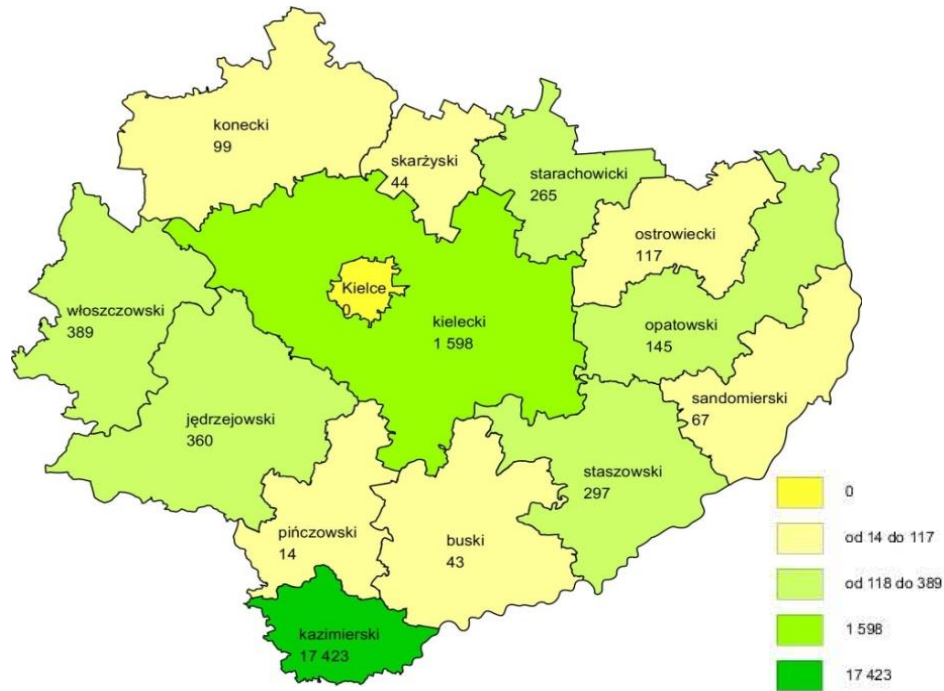 konecki
99
skarżyski
44
starachowicki
265
ostrowiecki
117
Kielce
0
włoszczowski
389
kielecki
1 598
opatowski
145
sandomierski
67
jędrzejowski
360
staszowski
297
pińczowski
14
buski
43
kazimierski
17 423
0
od 14 do 117
od 118 do 389
1 598
17 423